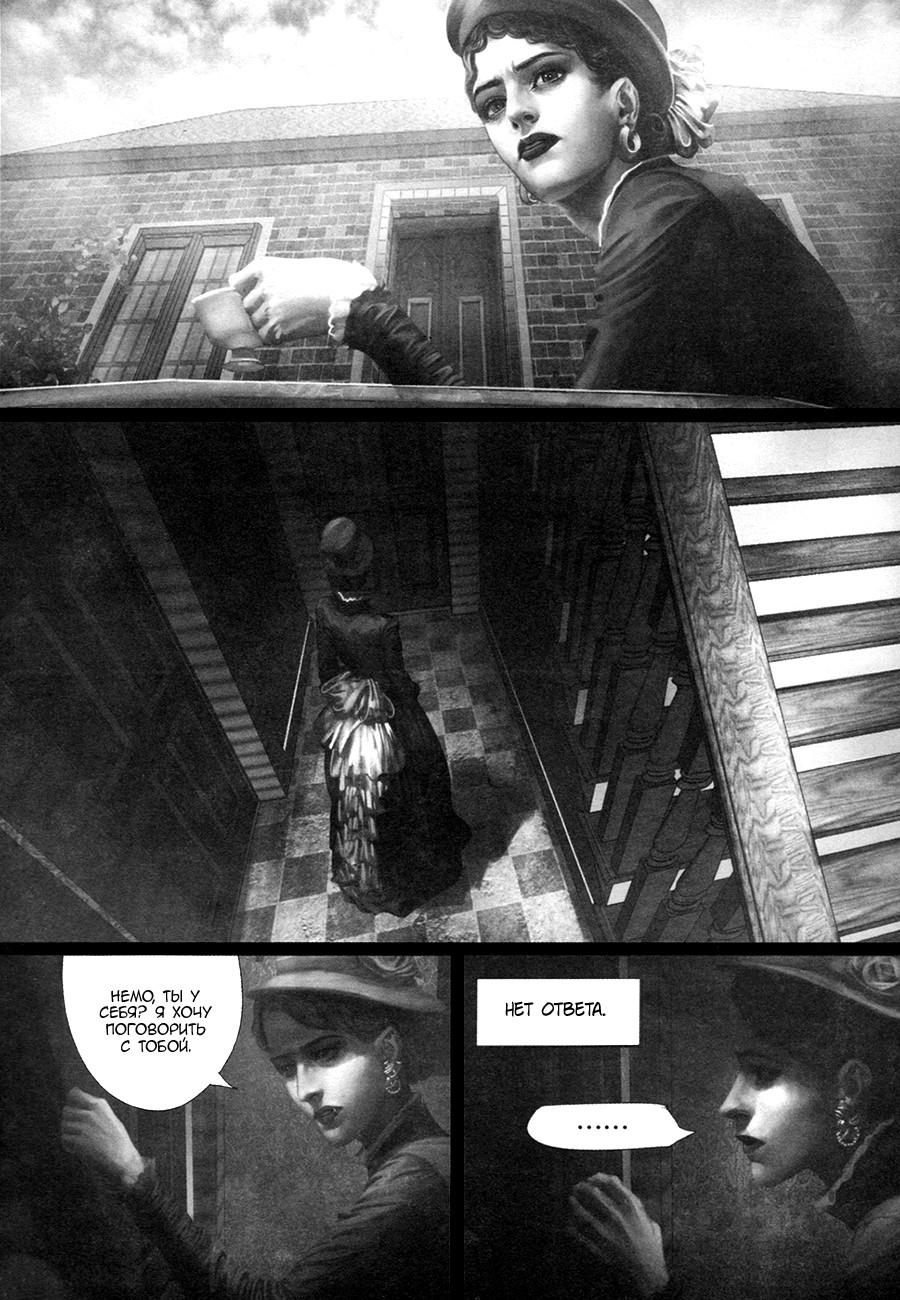 НЕМО, ТЫ У
СЕБЯ? Я ХОЧУ
ПОГОВОРИТЬ
С ТОБОЙ.
НЕТ ОТВЕТА.
......